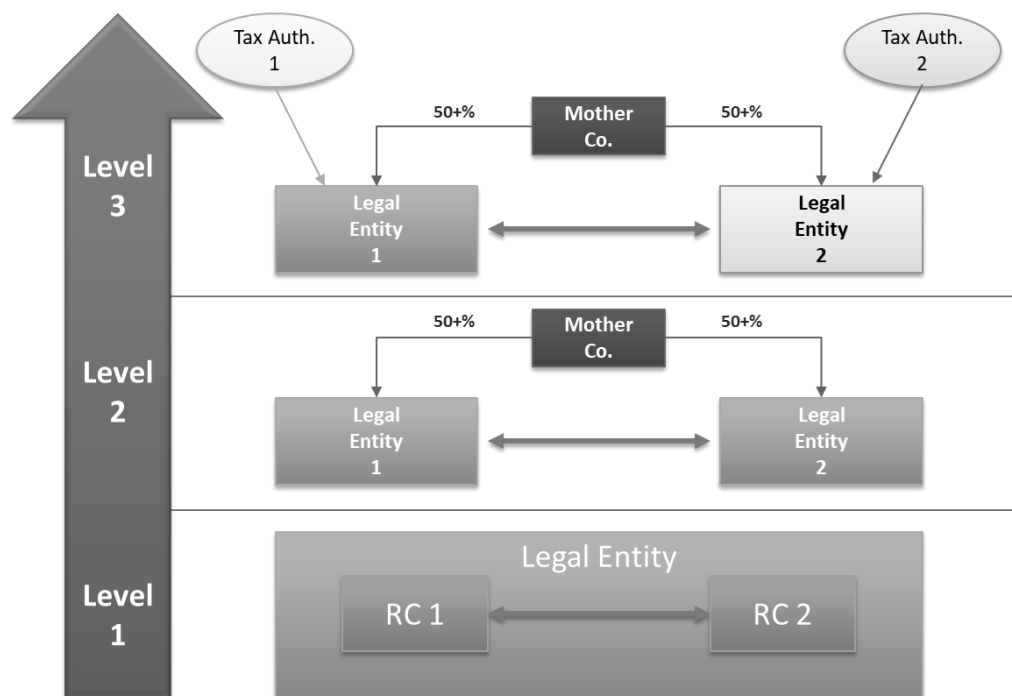 Tax Auth.
1
Tax Auth.
2
50+%
Mother
Co.
50+%
Level
3
Legal
Entity
1
Legal
Entity
2
50+%
Mother
Co.
50+%
Level
2
Legal
Entity
1
Legal
Entity
2
Legal Entity
Level
1
RC 1
RC 2